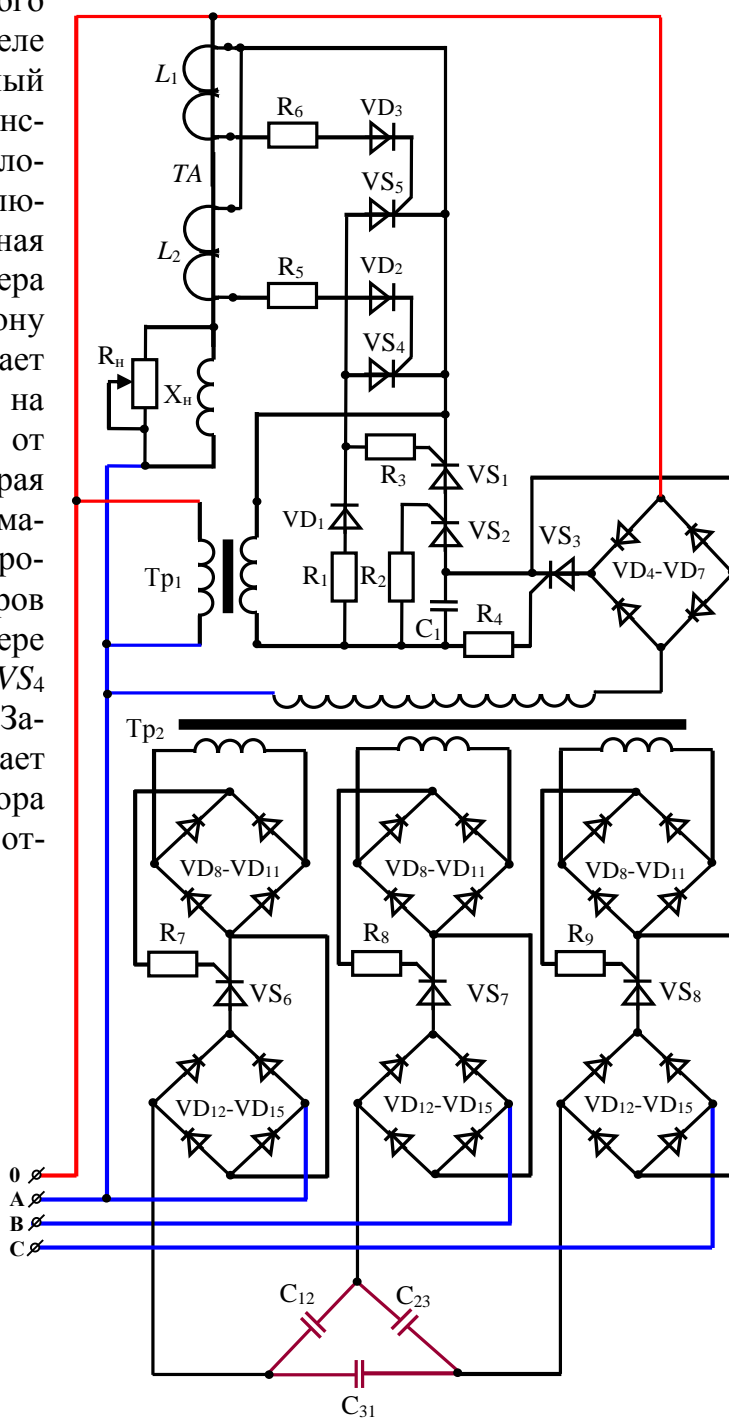 ного
еле
ный
нс-
ло-
лю-
ная
ера
ону
ает
на
от
рая
ма-
ро-
ров
ере
VS4
За-
ает
ора
от-
L1
R6
VD3
TA
VS5
L2
R5
VD2
VS4
Rн
Xн
R3
VS1
VD1
VS2
VS3
Тр1
R1
R2
C1
R4
VD4-VD7
Тр2
VD8-VD11
VD8-VD11
VD8-VD11
R7
R8
R9
VS6
VS7
VS8
VD12-VD15
VD12-VD15
VD12-VD15
0
A
B
C
C12
C23
C31